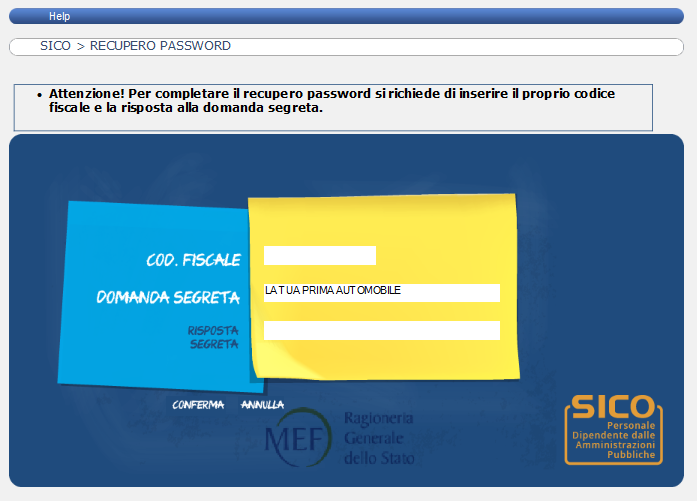 Help
SICO > RECUPERO PASSWORD
• Attenzione! Per completare il recupero password si richiede di inserire il proprio codice
fiscale e la risposta alla domanda segreta.
COD. FISCALE
DOMANDA SEGRETA
LA TUA PRIMA AUTOMOBILE
RISPOSTA
SEGRETA
CONFERMA ANNULLA
MEF
Ragioneria
Generale
dello Stato
SICO
Personale
Dipendente dalle
Amministrazioni
Pubbliche